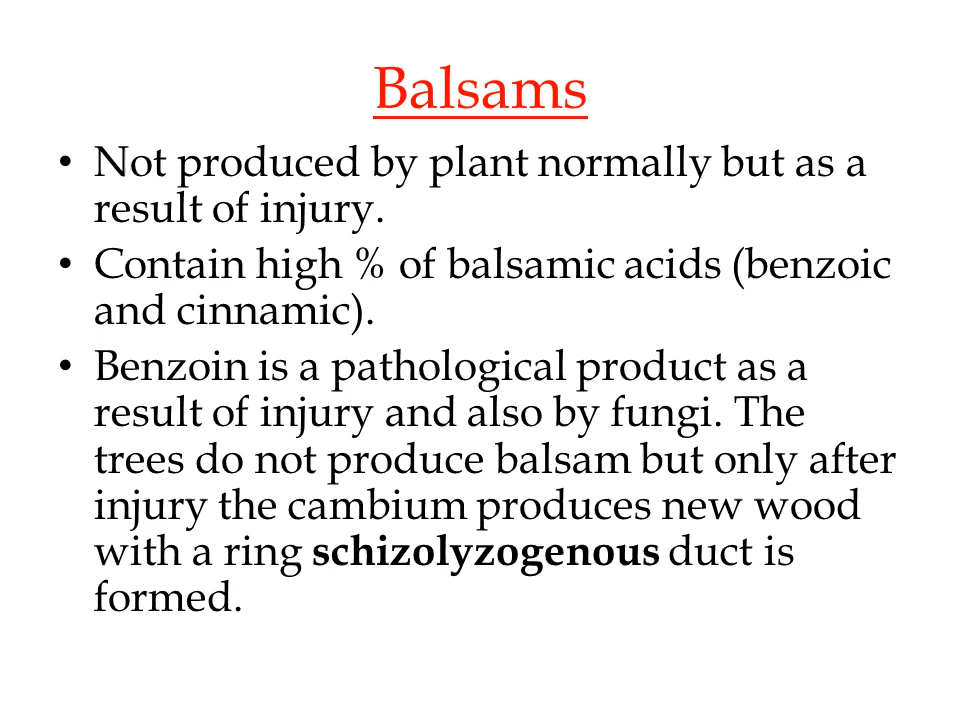 Balsams
• Not produced by plant normally but as a
result of injury.
• Contain high % of balsamic acids (benzoic
and cinnamic).
• Benzoin is a pathological product as a
result of injury and also by fungi. The
trees do not produce balsam but only after
injury the cambium produces new wood
with a ring schizolyzogenous duct is
formed.